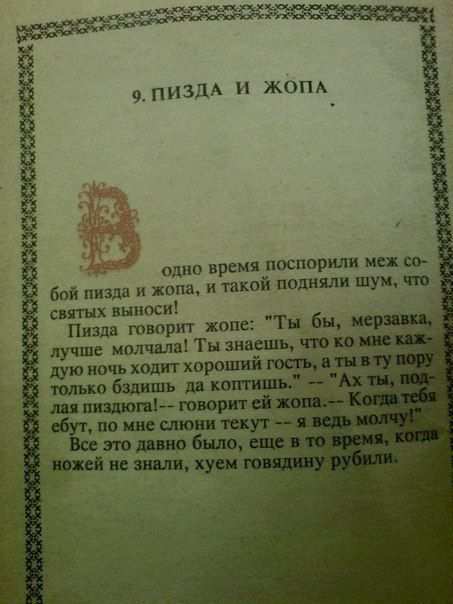 9. ПИЗДА И ЖОПА
В одно время поспорили меж со-
бой пизда и жопа, и такой подняли шум, что
святых выноси!
Пизда говорит жопе: "Ты бы, мерзавка,
лучше молчала! Ты знаешь, что ко мне каж-
дую ночь ходит хороший гость, а ты в ту пору
только бздишь да коптишь." -- "Ах ты, под-
лая пиздюга!-- говорит ей жопа.-- Когда тебя
ебут, по мне слюни текут -- я ведь молчу!"
Все это давно было, еще в то время, когда
ножей не знали, хуем говядину рубили.